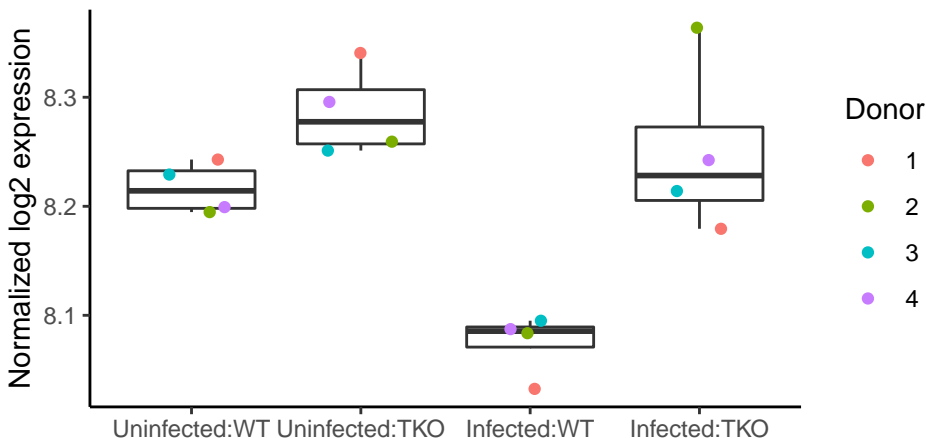 Normalized log2 expression
8.3
8.2
8.1
Uninfected:WT Uninfected:TKO Infected:WT Infected:TKO
Donor
1
2
3
4